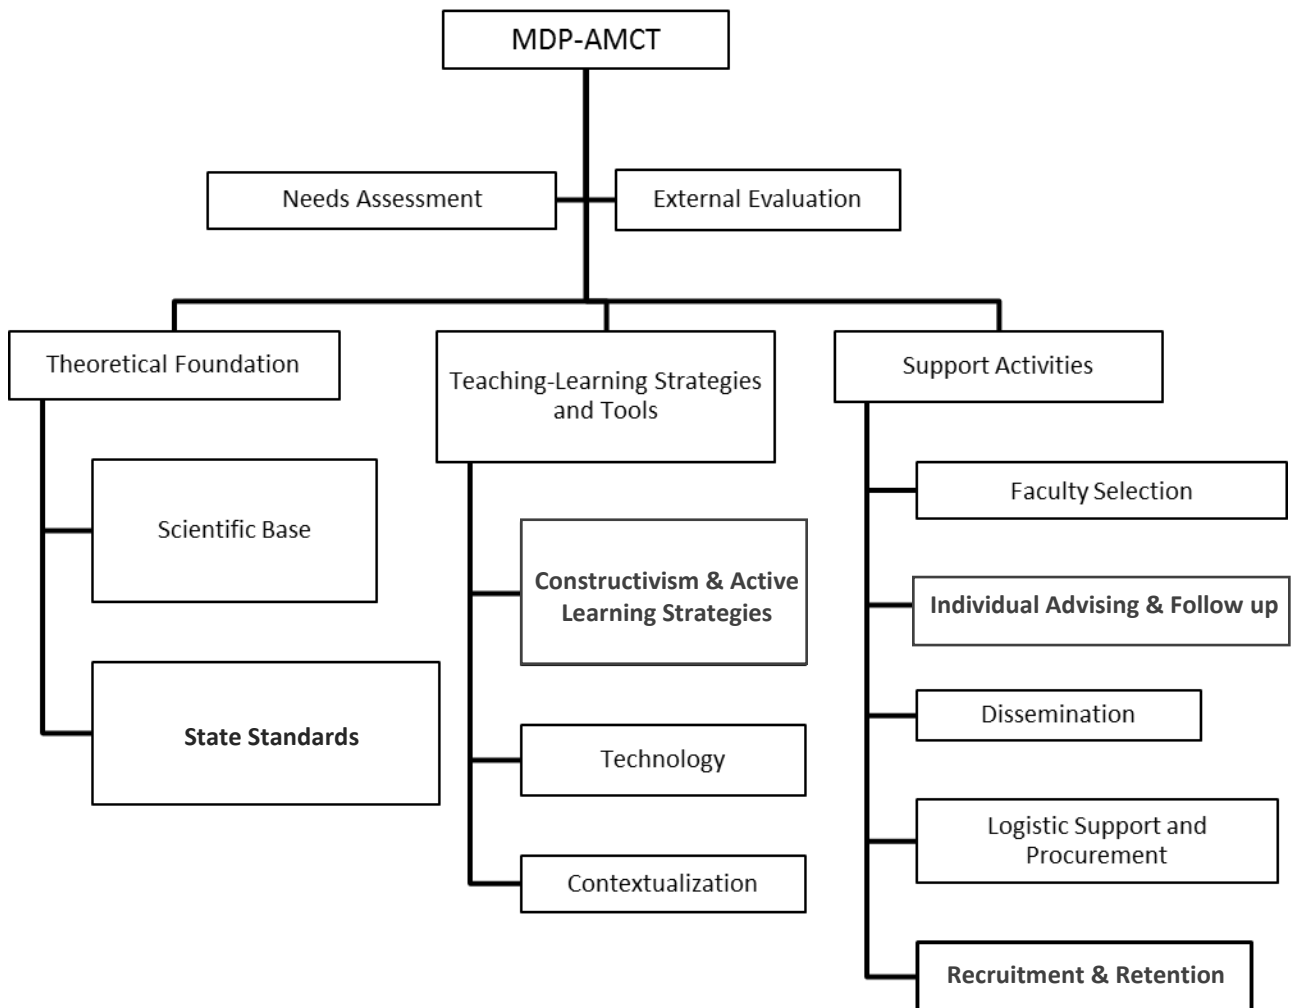 MDP-AMCT
Needs Assessment
External Evaluation
Theoretical Foundation
Scientific Base
State Standards
Teaching-Learning Strategies
and Tools
Constructivism & Active
Learning Strategies
Technology
Contextualization
Support Activities
Faculty Selection
Individual Advising & Follow up
Dissemination
Logistic Support and
Procurement
Recruitment & Retention